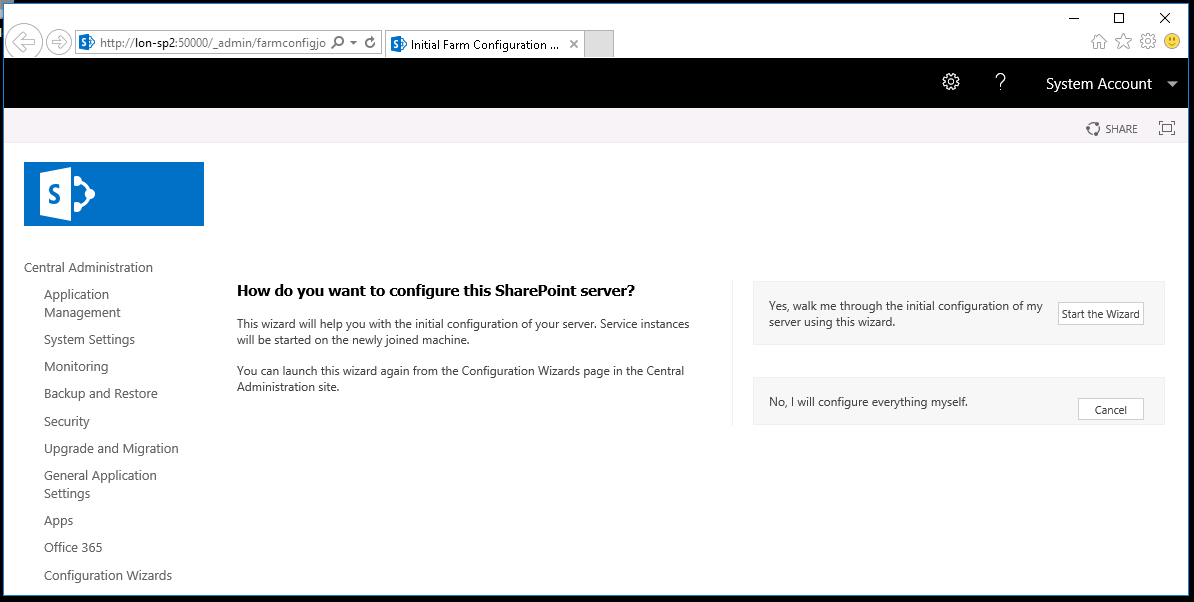 http://lon-sp2:50000/_admin/farmconfigjo
Initial Farm Configuration ...
?
System Account
SHARE
S
Central Administration
Application
Management
System Settings
Monitoring
Backup and Restore
Security
Upgrade and Migration
General Application
Settings
Apps
Office 365
Configuration Wizards
How do you want to configure this SharePoint server?
This wizard will help you with the initial configuration of your server. Service instances
will be started on the newly joined machine.
You can launch this wizard again from the Configuration Wizards page in the Central
Administration site.
Yes, walk me through the initial configuration of my
server using this wizard.
Start the Wizard
No, I will configure everything myself.
Cancel